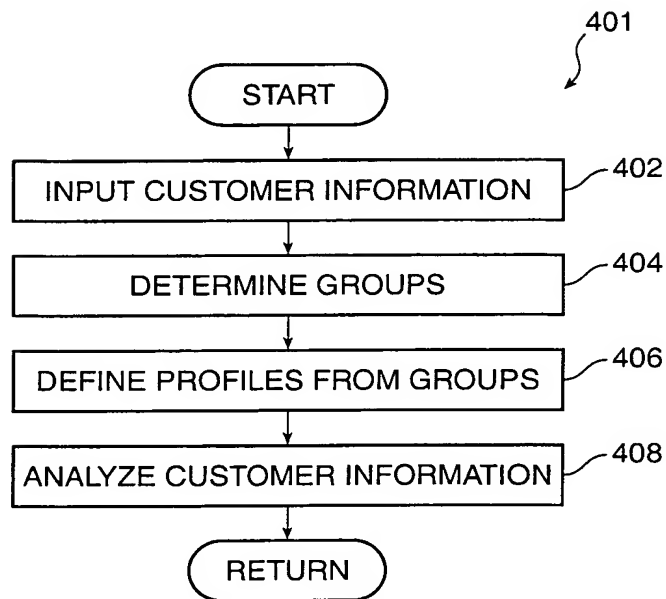 401
START
INPUT CUSTOMER INFORMATION
402
DETERMINE GROUPS
404
DEFINE PROFILES FROM GROUPS
406
ANALYZE CUSTOMER INFORMATION
408
RETURN